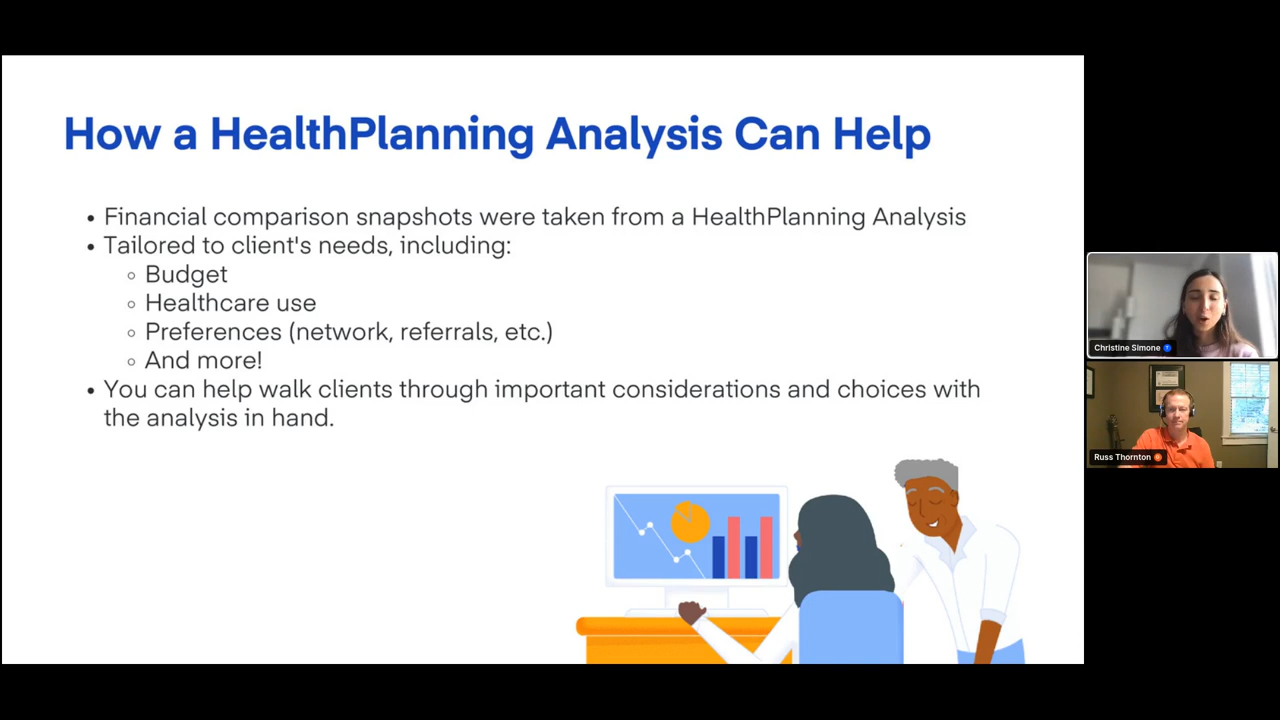 How a HealthPlanning Analysis Can Help
• Financial comparison snapshots were taken from a HealthPlanning Analysis
• Tailored to client's needs, including:
◦ Budget
◦ Healthcare use
◦ Preferences (network, referrals, etc.)
◦ And more!
• You can help walk clients through important considerations and choices with
the analysis in hand.
Christine Simone
Russ Thornton